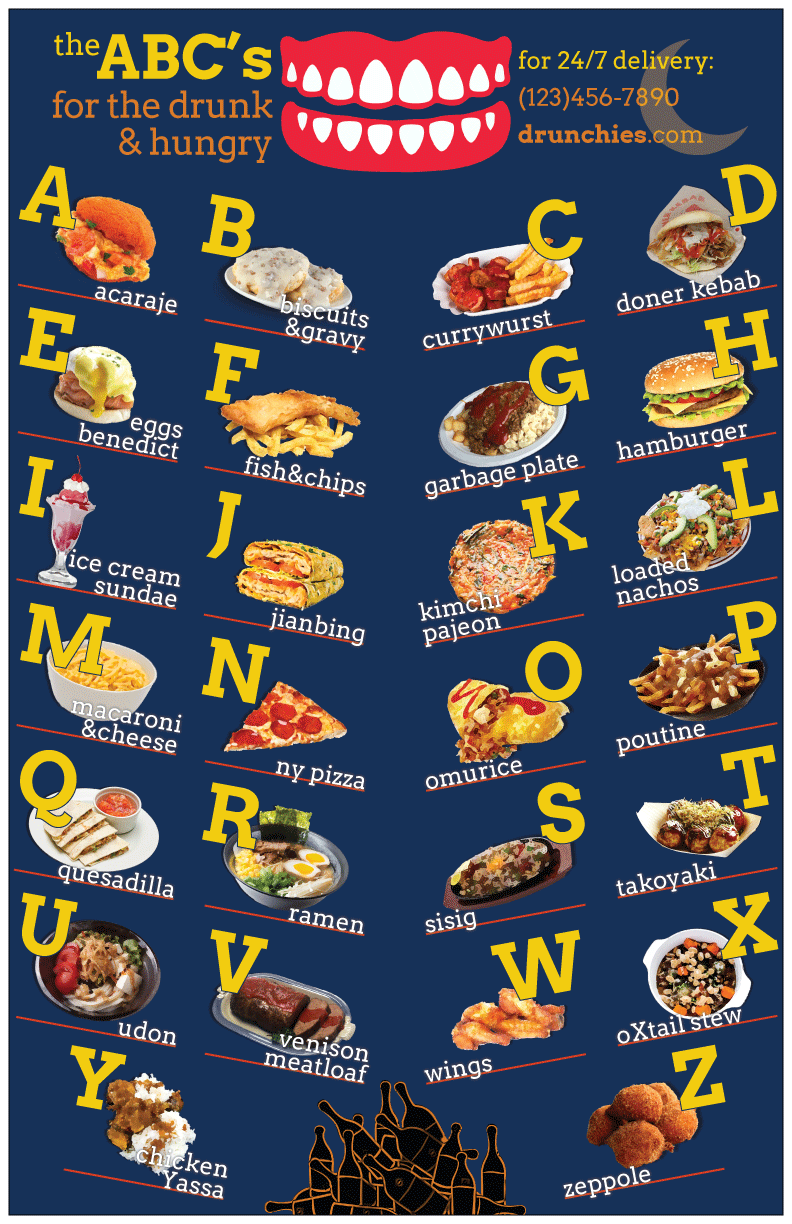 the ABC's
for the drunk
& hungry
for 24/7 delivery:
(123)456-7890
drunchies.com
A
acaraje
B
biscuits
&gravy
C
currywurst
D
doner kebab
E
eggs
benedict
F
fish&chips
G
garbage plate
H
hamburger
I
ice cream
sundae
J
jianbing
K
kimchi
pajeon
L
loaded
nachos
M
macaroni
&cheese
N
ny pizza
O
omurice
P
poutine
Q
quesadilla
R
ramen
S
sisig
T
takoyaki
U
udon
V
venison
meatloaf
W
wings
X
oXtail stew
Y
chicken
Yassa
Z
zeppole